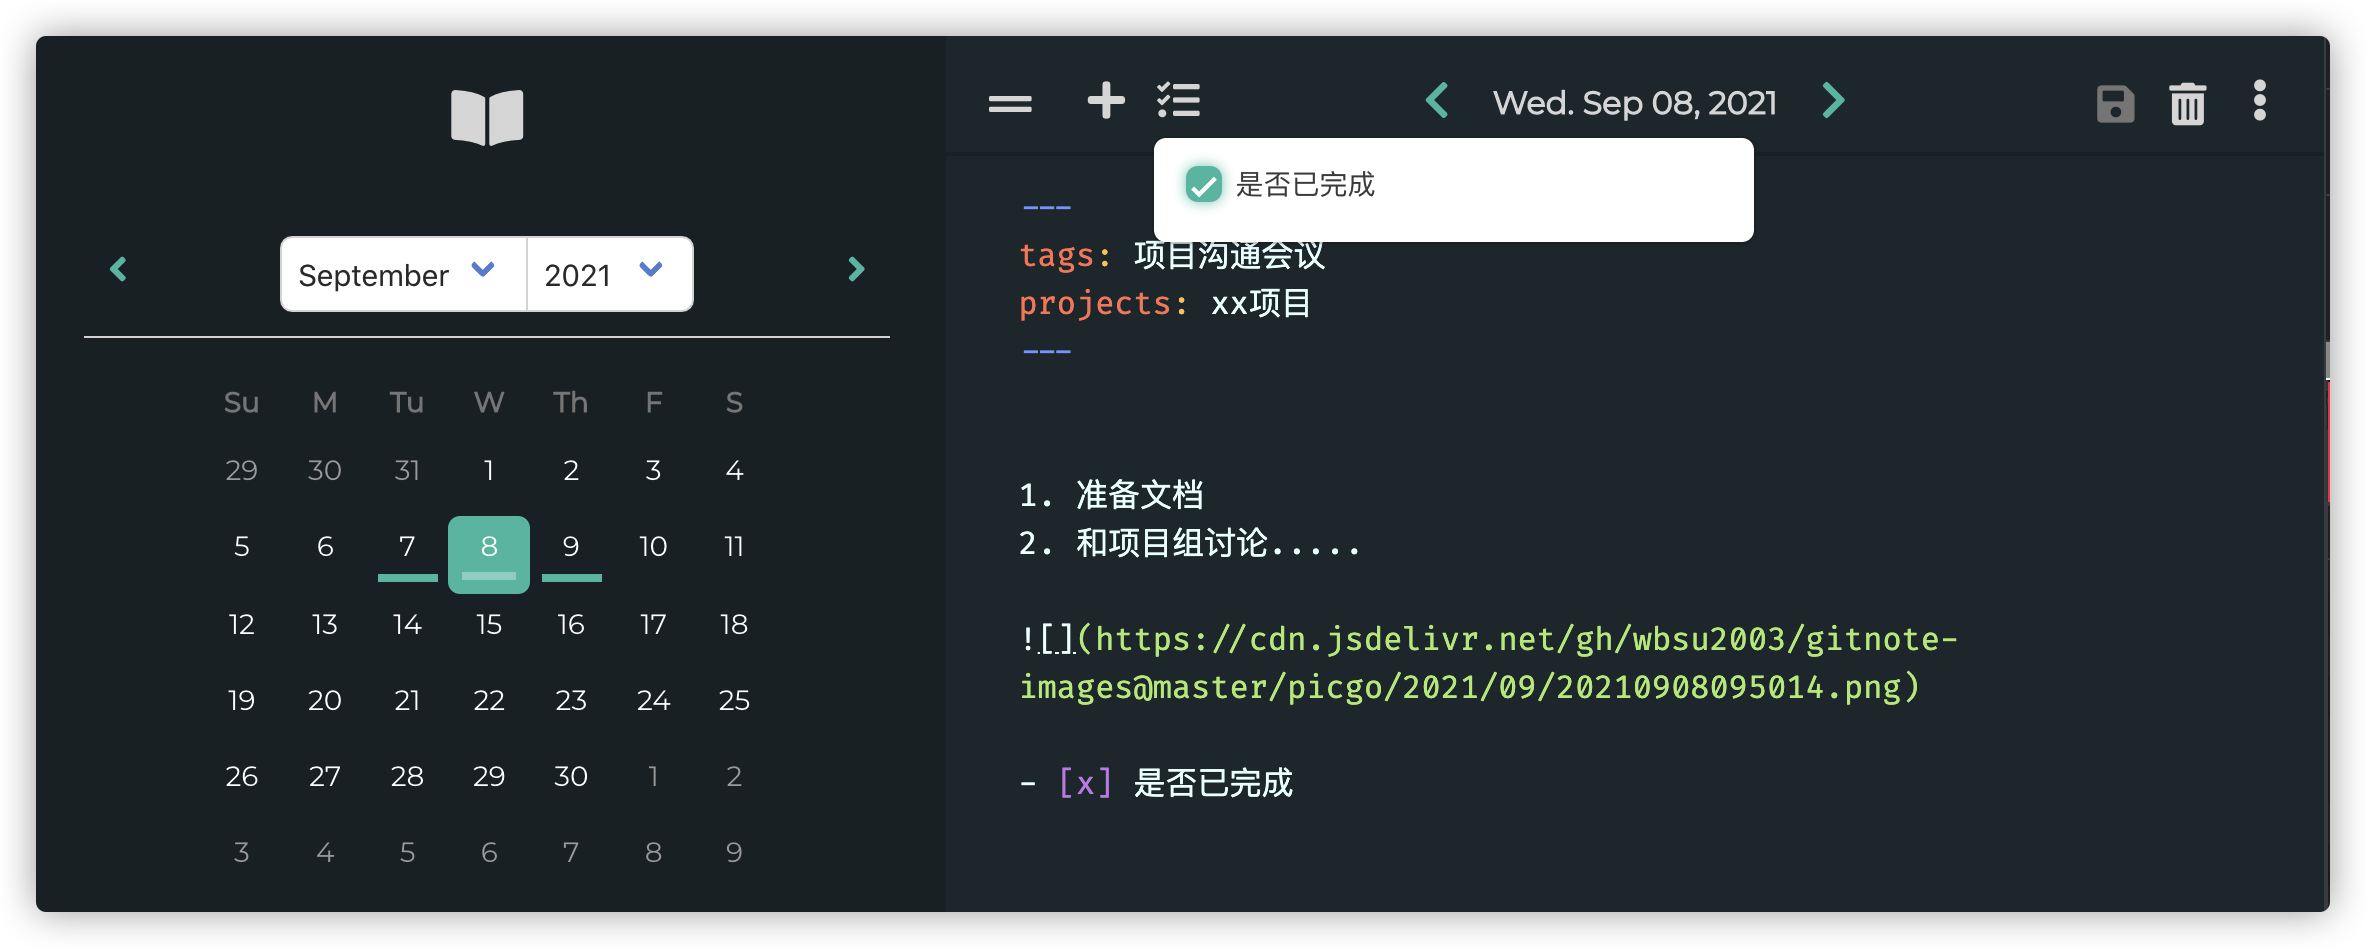 Wed. Sep 08, 2021
是否已完成
September 2021
Su M Tu W Th F S
29 30 31 1 2 3 4
5 6 7 8 9 10 11
12 13 14 15 16 17 18
19 20 21 22 23 24 25
26 27 28 29 30 1 2
3 4 5 6 7 8 9
---
tags: 项目沟通会议
projects: xx项目
---
1. 准备文档
2. 和项目组讨论.....
![](https://cdn.jsdelivr.net/gh/wbsu2003/gitnote-
images@master/picgo/2021/09/20210908095014.png)
- [x] 是否已完成